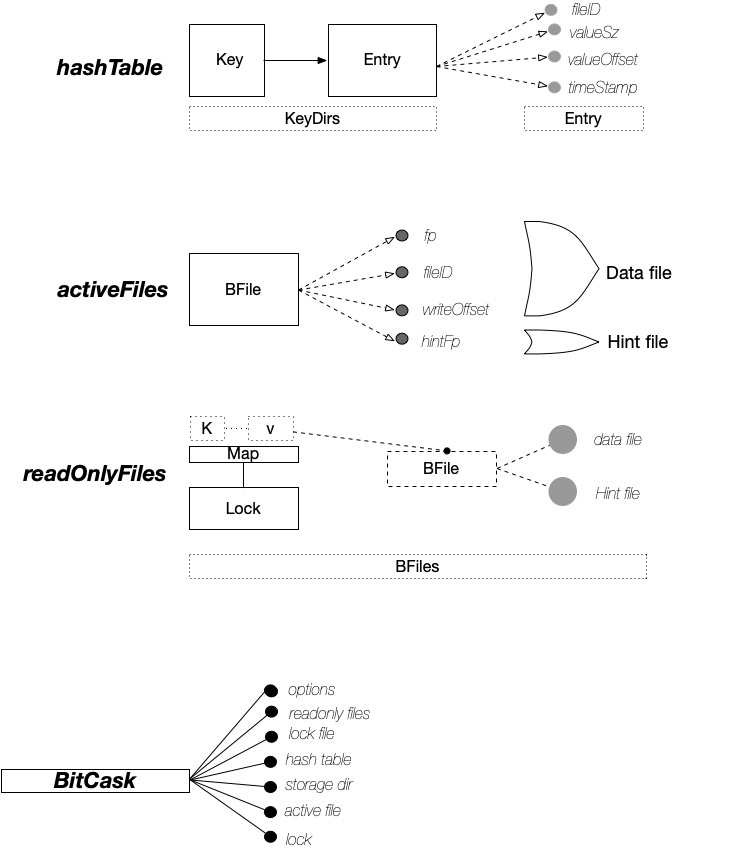 fileID
valueSz
hashTable
Key
Entry
valueOffset
timeStamp
KeyDirs
Entry
fp
fileID
Data file
activeFiles
BFile
writeOffset
hintFp
Hint file
K
v
Map
data file
readOnlyFiles
BFile
Hint file
Lock
BFiles
options
readonly files
lock file
hash table
BitCask
storage dir
active file
lock